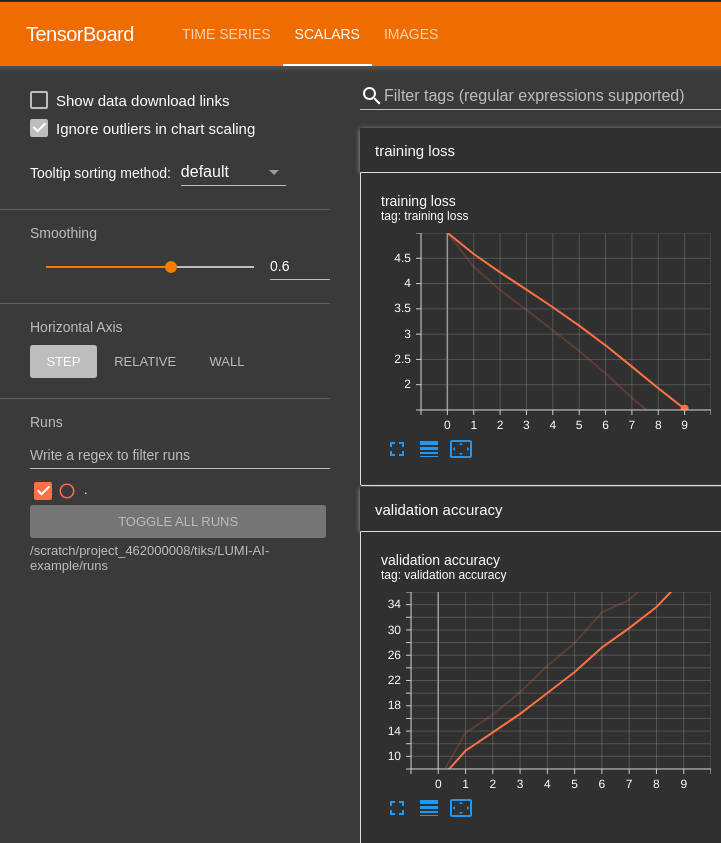 TensorBoard TIME SERIES SCALARS IMAGES
Show data download links
Ignore outliers in chart scaling
Tooltip sorting method: default
Smoothing
0.6
Horizontal Axis
STEP RELATIVE WALL
Runs
Write a regex to filter runs
.
TOGGLE ALL RUNS
/scratch/project_462000008/tiks/LUMI-AI-
example/runs
Filter tags (regular expressions supported)
training loss
training loss
tag: training loss
4.5
4
3.5
3
2.5
2
0 1 2 3 4 5 6 7 8 9
validation accuracy
validation accuracy
tag: validation accuracy
34
30
26
22
18
14
10
0 1 2 3 4 5 6 7 8 9